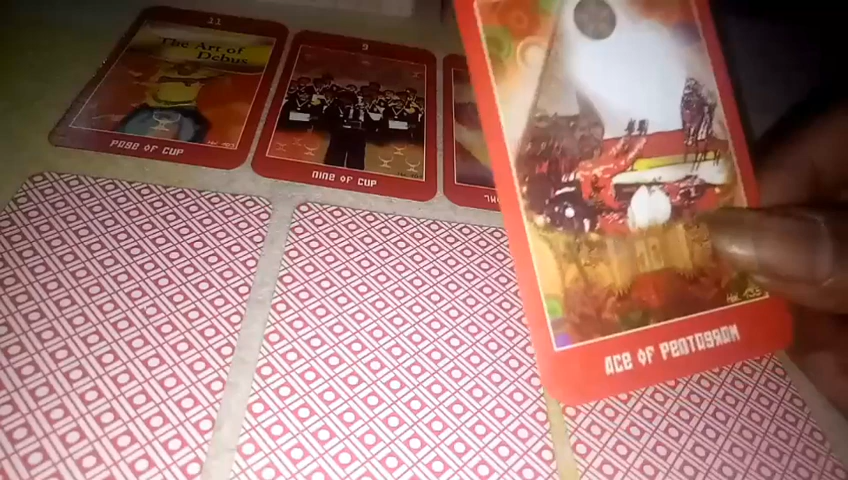 11
The Art of
Debus
PAGE OF CUP
9
NINE OF CUP
ACE OF PENTAGRAM